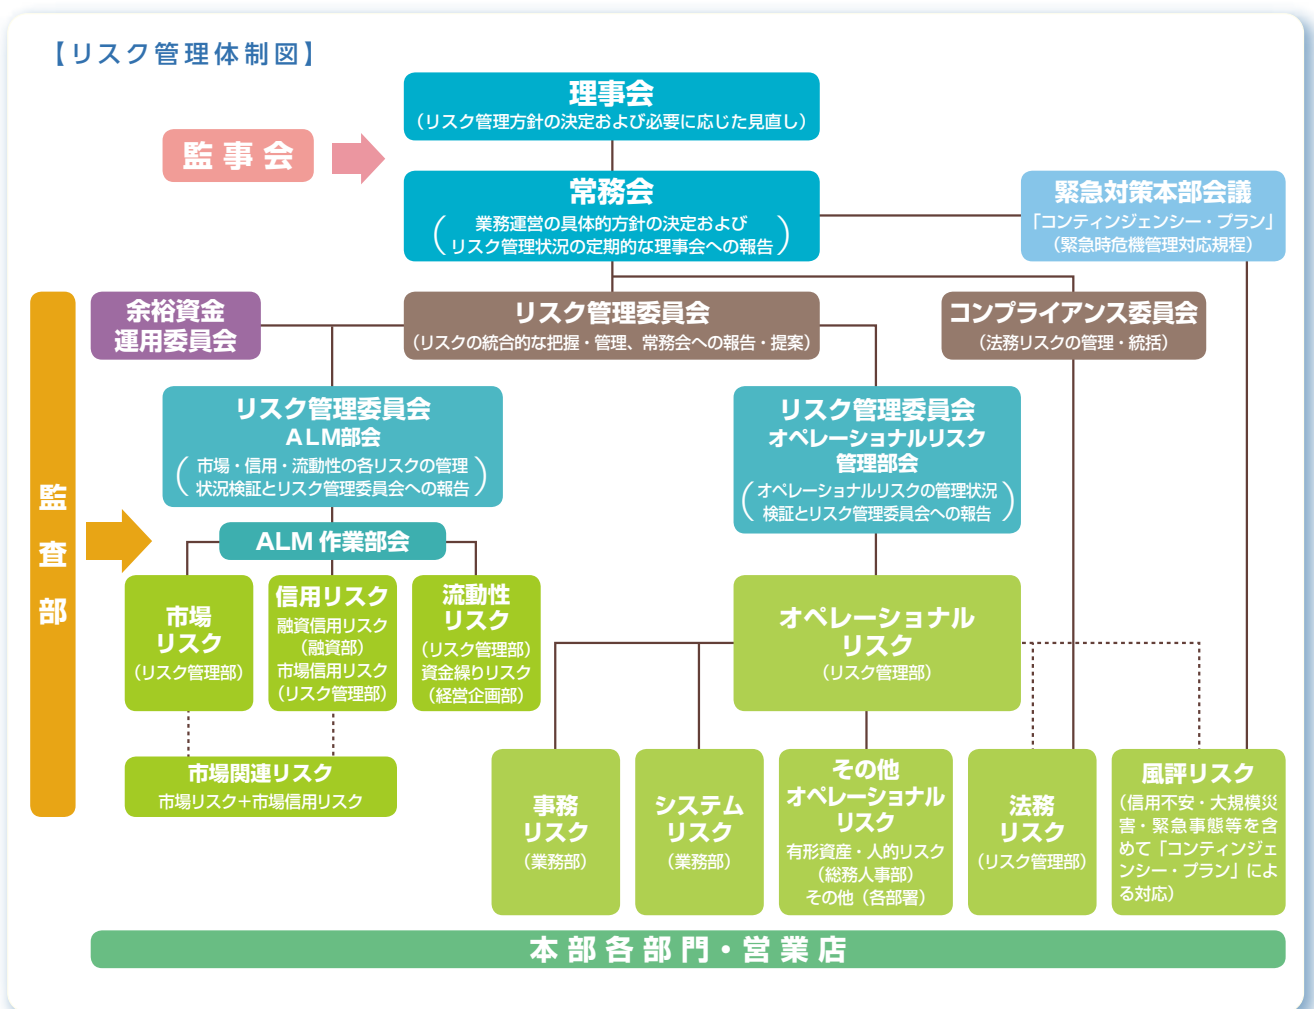 【リスク管理体制図】
理事会
（リスク管理方針の決定および必要に応じた見直し）
監事会
常務会
（業務運営の具体的方針の決定および
リスク管理状況の定期的な理事会への報告）
緊急対策本部会議
「コンティンジェンシー・プラン」
（緊急時危機管理対応規程）
余裕資金
運用委員会
リスク管理委員会
（リスクの統合的な把握・管理、常務会への報告・提案）
コンプライアンス委員会
（法務リスクの管理・統括）
リスク管理委員会
ALM部会
（市場・信用・流動性の各リスクの管理
状況検証とリスク管理委員会への報告）
リスク管理委員会
オペレーショナルリスク
管理部会
（オペレーショナルリスクの管理状況
検証とリスク管理委員会への報告）
監査部
ALM 作業部会
市場
リスク
（リスク管理部）
信用リスク
融資信用リスク
（融資部）
市場信用リスク
（リスク管理部）
流動性
リスク
（リスク管理部）
資金繰りリスク
（経営企画部）
オペレーショナル
リスク
（リスク管理部）
市場関連リスク
市場リスク＋市場信用リスク
事務
リスク
（業務部）
システム
リスク
（業務部）
その他
オペレーショナル
リスク
有形資産・人的リスク
（総務人事部）
その他（各部署）
法務
リスク
（リスク管理部）
風評リスク
（信用不安・大規模災
害・緊急事態等を含
めて「コンティンジェ
ンシー・プラン」によ
る対応）
本部各部門・営業店